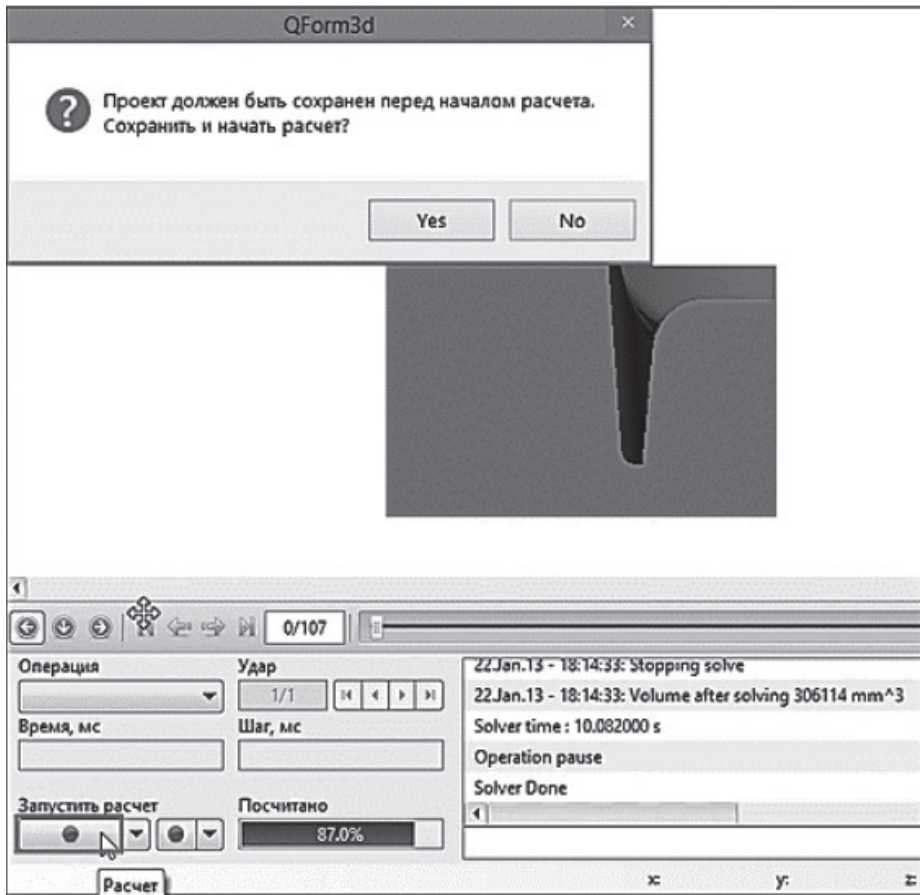 QForm3d
Проект должен быть сохранен перед началом расчета.
Сохранить и начать расчет?
Yes No
0/107
Операция Удар
1/1
Время, мс Шаг, мс
Запустить расчет Посчитано
87.0%
Расчет
22.Jan.13 - 18:14:33: Stopping solve
22.Jan.13 - 18:14:33: Volume after solving 306114 mm^3
Solver time : 10.082000 s
Operation pause
Solver Done
x: y: z: